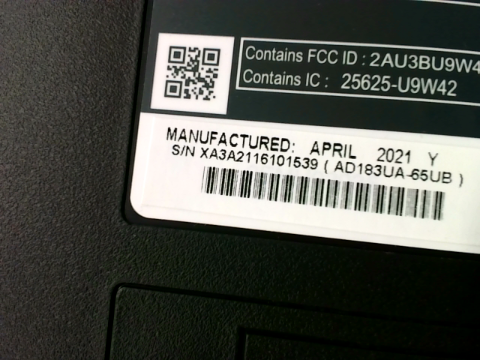 Contains FCC ID : 2AU3BU9W4
Contains IC : 25625-U9W42
MANUFACTURED: APRIL 2021 Y
S/N XA3A2116101539 ( AD183UA-65UB )